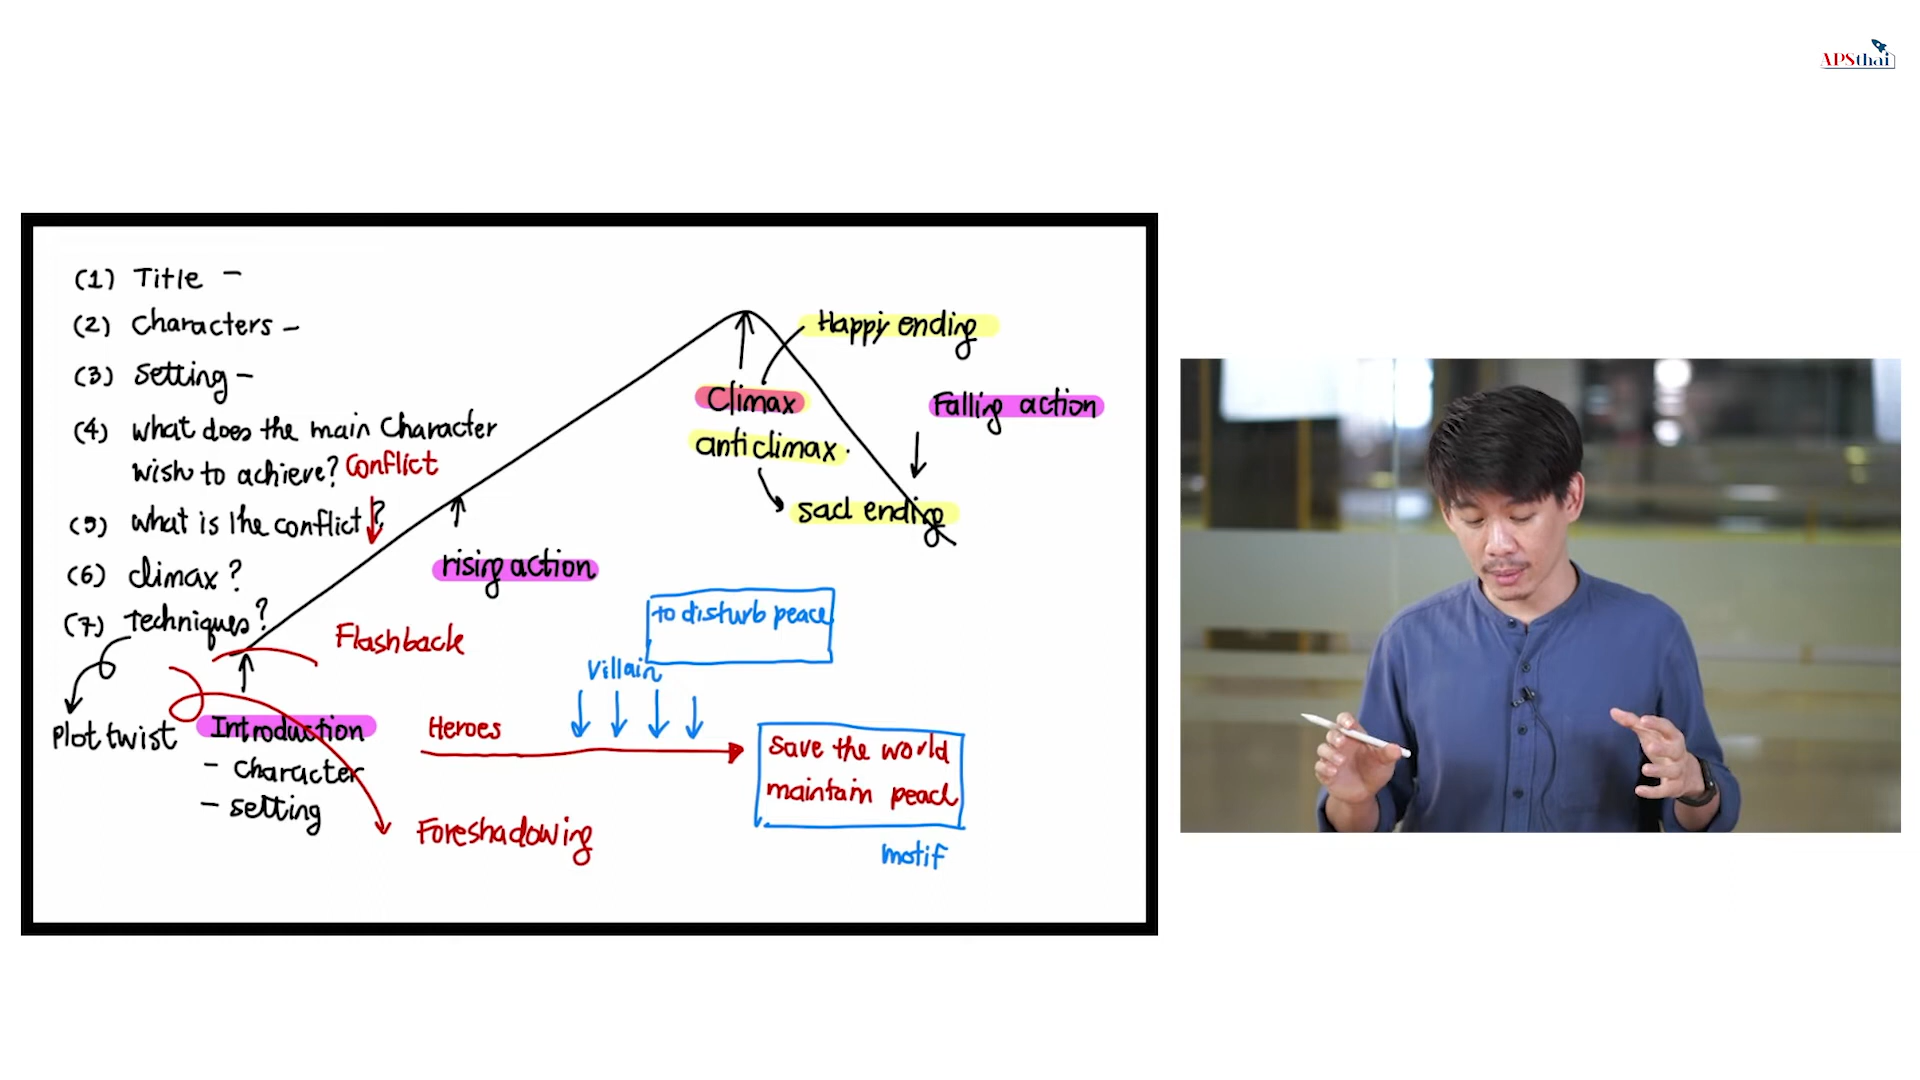 APSthai
(1) Title –
(2) Characters –
(3) Setting –
(4) what does the main Character
wish to achieve?
Conflict
(5) what is the conflict?
(6) climax?
(7) techniques?
Plot twist
Introduction
- Character
- setting
Flashback
Foreshadowing
rising action
Climax
anticlimax.
Happy ending
sad ending
Falling action
Heroes
Villain
to disturb peace
Save the world
maintain peace
motif